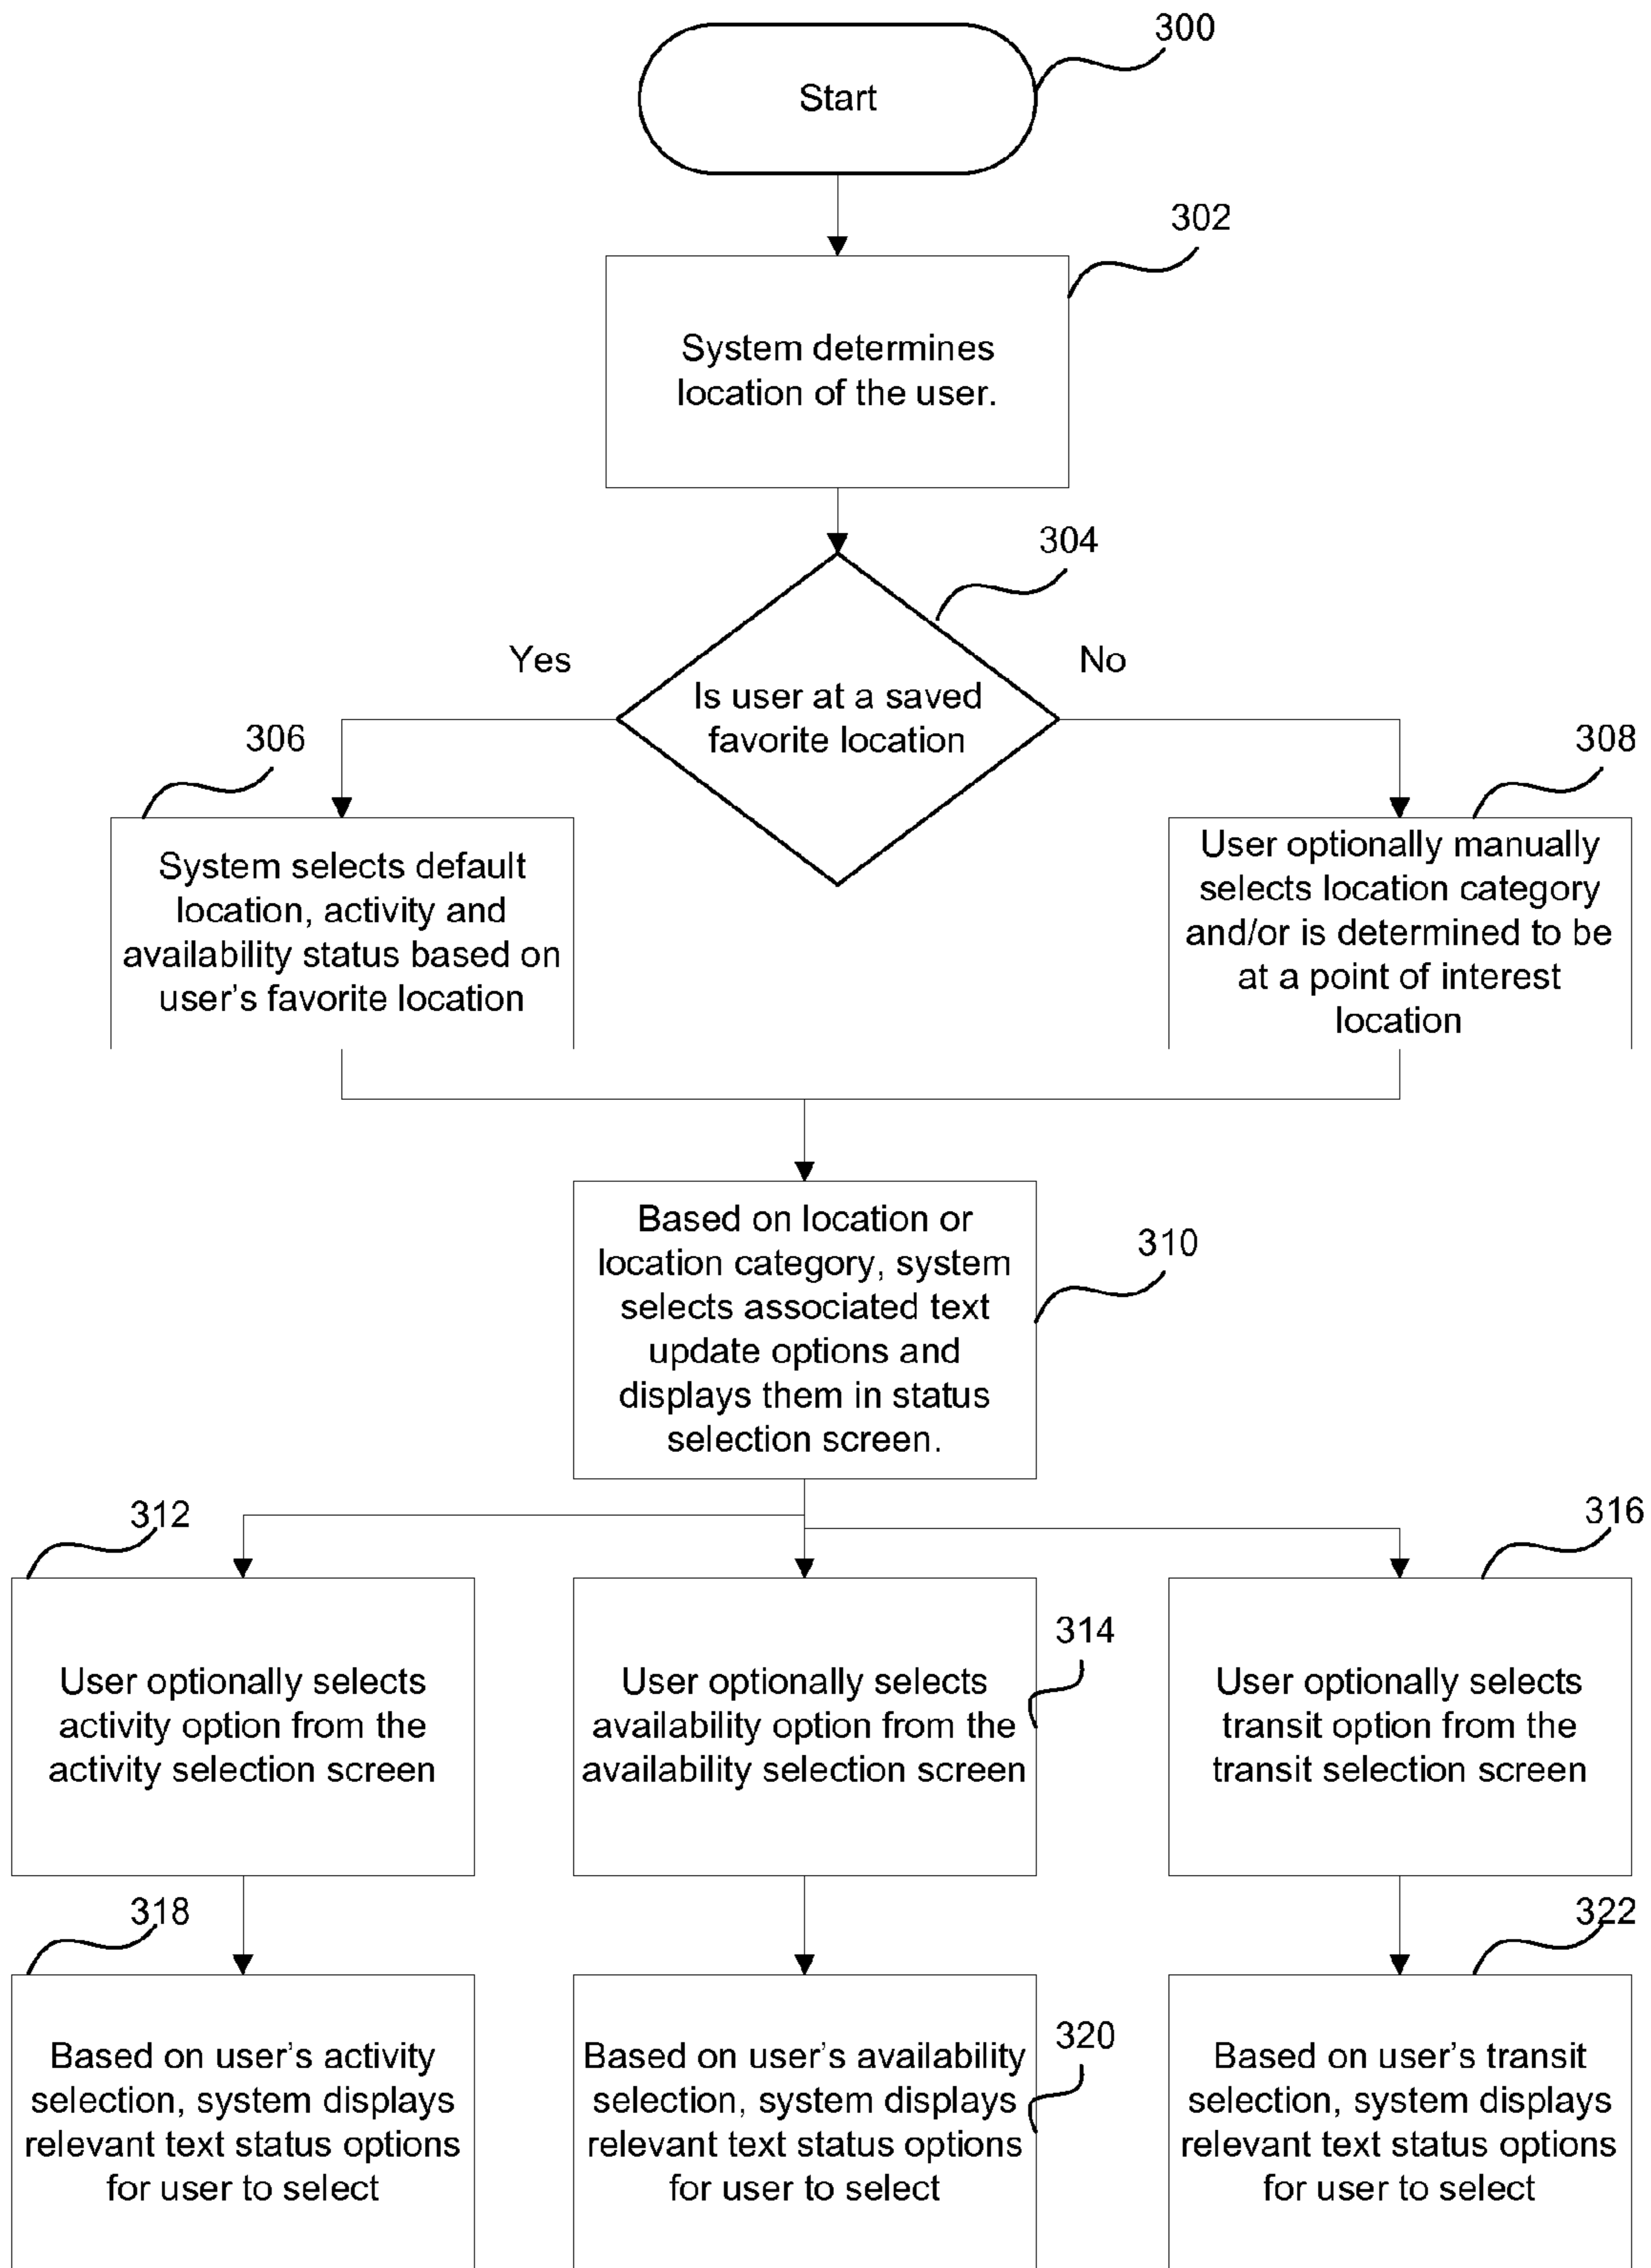 300
Start
302
System determines
location of the user.
304
Yes
No
Is user at a saved
favorite location
306
308
System selects default
location, activity and
availability status based on
user's favorite location
User optionally manually
selects location category
and/or is determined to be
at a point of interest
location
Based on location or
location category, system
selects associated text
update options and
displays them in status
selection screen.
310
312
316
314
User optionally selects
activity option from the
activity selection screen
User optionally selects
availability option from the
availability selection screen
User optionally selects
transit option from the
transit selection screen
318
322
320
Based on user's activity
selection, system displays
relevant text status options
for user to select
Based on user's availability
selection, system displays
relevant text status options
for user to select
Based on user's transit
selection, system displays
relevant text status options
for user to select